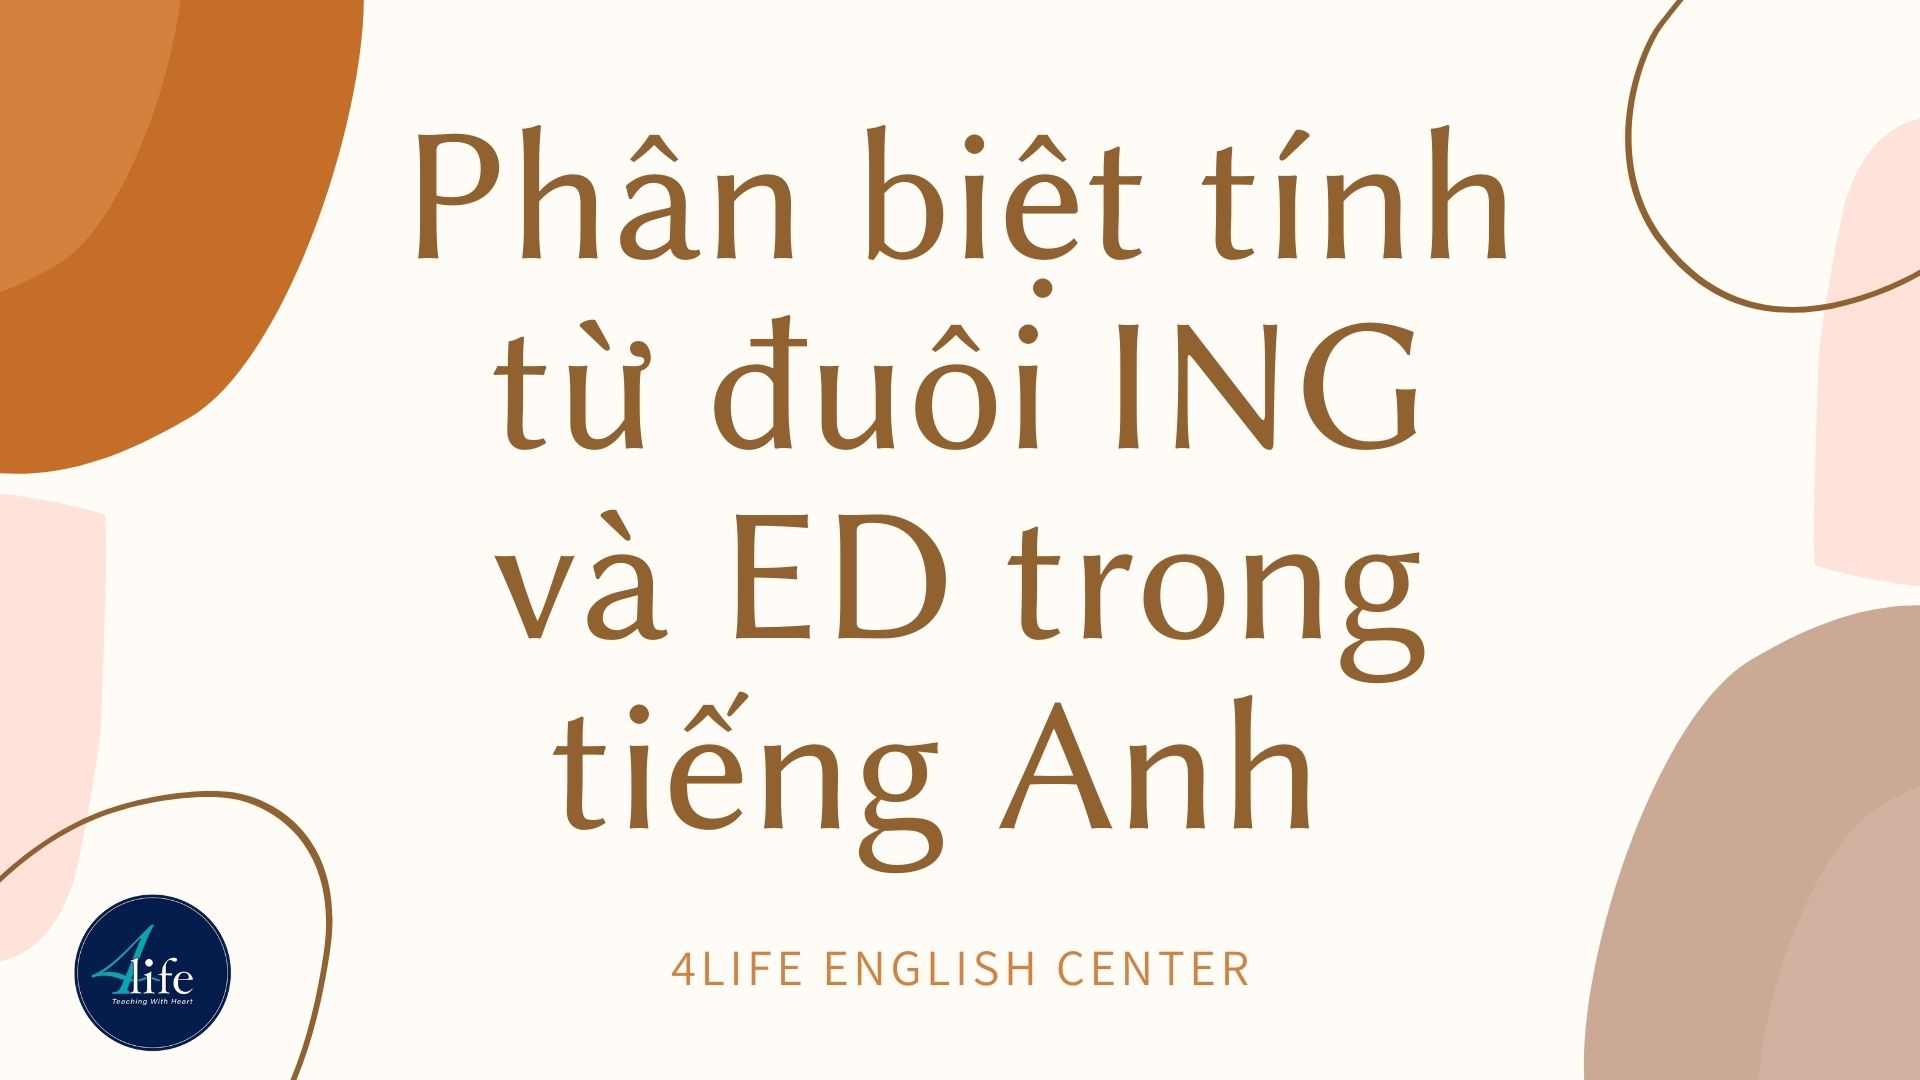 Phân biệt tính
từ đuôi ING
và ED trong
tiếng Anh
4LIFE ENGLISH CENTER
4life
Teaching With Heart